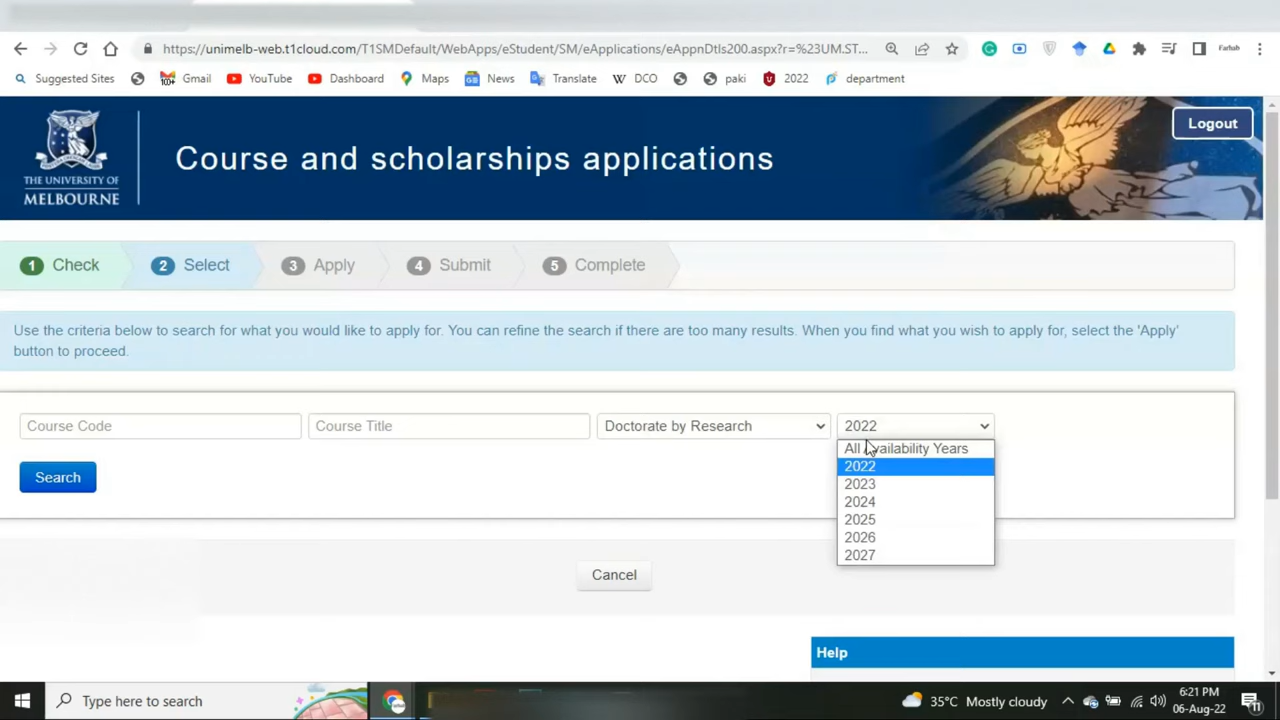 https://unimelb-web.t1cloud.com/T1SMDefault/WebApps/eStudent/SM/eApplications/eAppnDtls200.aspx?r=%23UM.ST...
Farhab
Suggested Sites
100+
Gmail
YouTube
Dashboard
Maps
News
Translate
W
DCO
paki
2022
department
THE UNIVERSITY OF
MELBOURNE
Course and scholarships applications
Logout
1 Check
2 Select
3 Apply
4 Submit
5 Complete
Use the criteria below to search for what you would like to apply for. You can refine the search if there are too many results. When you find what you wish to apply for, select the 'Apply'
button to proceed.
Course Code
Course Title
Doctorate by Research
2022
All Availability Years
2022
2023
2024
2025
2026
2027
Search
Cancel
Help
Type here to search
35°C Mostly cloudy
6:21 PM
06-Aug-22
11